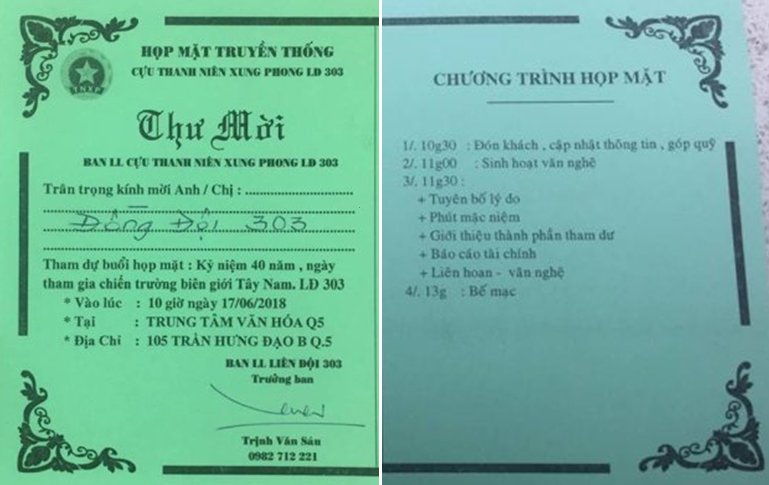 HỌP MẶT TRUYỀN THỐNG
CỰU THANH NIÊN XUNG PHONG LĐ 303
TNXP
Thư Mời
BAN LL CỰU THANH NIÊN XUNG PHONG LĐ 303
Trân trọng kính mời Anh / Chị : ..............................
Đồng Đội 303
Tham dự buổi họp mặt : Kỷ niệm 40 năm , ngày
tham gia chiến trường biên giới Tây Nam. LĐ 303
* Vào lúc : 10 giờ ngày 17/06/2018
* Tại : TRUNG TÂM VĂN HÓA Q5
* Địa Chỉ : 105 TRẦN HƯNG ĐẠO B Q.5
BAN LL LIÊN ĐỘI 303
Trưởng ban
Trịnh Văn Sáu
0982 712 221
CHƯƠNG TRÌNH HỌP MẶT
1/. 10g30 : Đón khách , cập nhật thông tin , góp quỹ
2/. 11g00 : Sinh hoạt văn nghệ
3/. 11g30 :
+ Tuyên bố lý do
+ Phút mặc niệm
+ Giới thiệu thành phần tham dự
+ Báo cáo tài chính
+ Liên hoan - văn nghệ
4/. 13g : Bế mạc